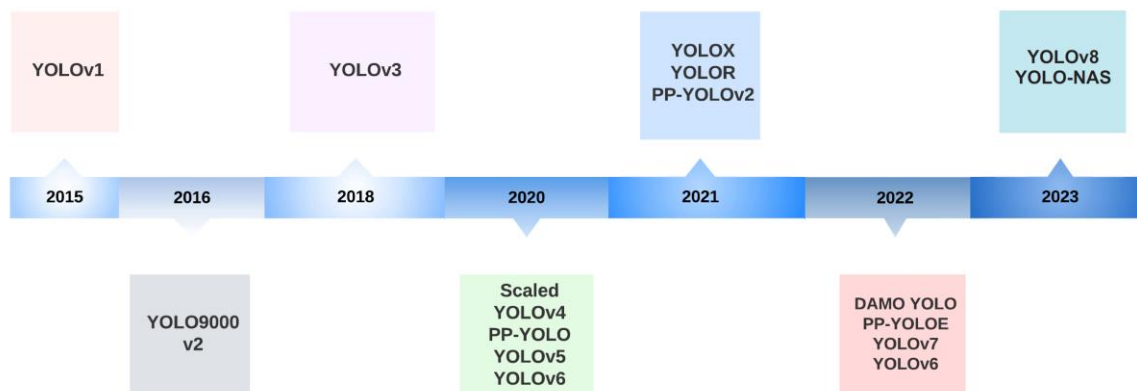 YOLOv1
YOLOv3
YOLOX
YOLOR
PP-YOLOv2
YOLOv8
YOLO-NAS
2015
2016
2018
2020
2021
2022
2023
YOLO9000
v2
Scaled
YOLOv4
PP-YOLO
YOLOv5
YOLOv6
DAMO YOLO
PP-YOLOE
YOLOv7
YOLOv6